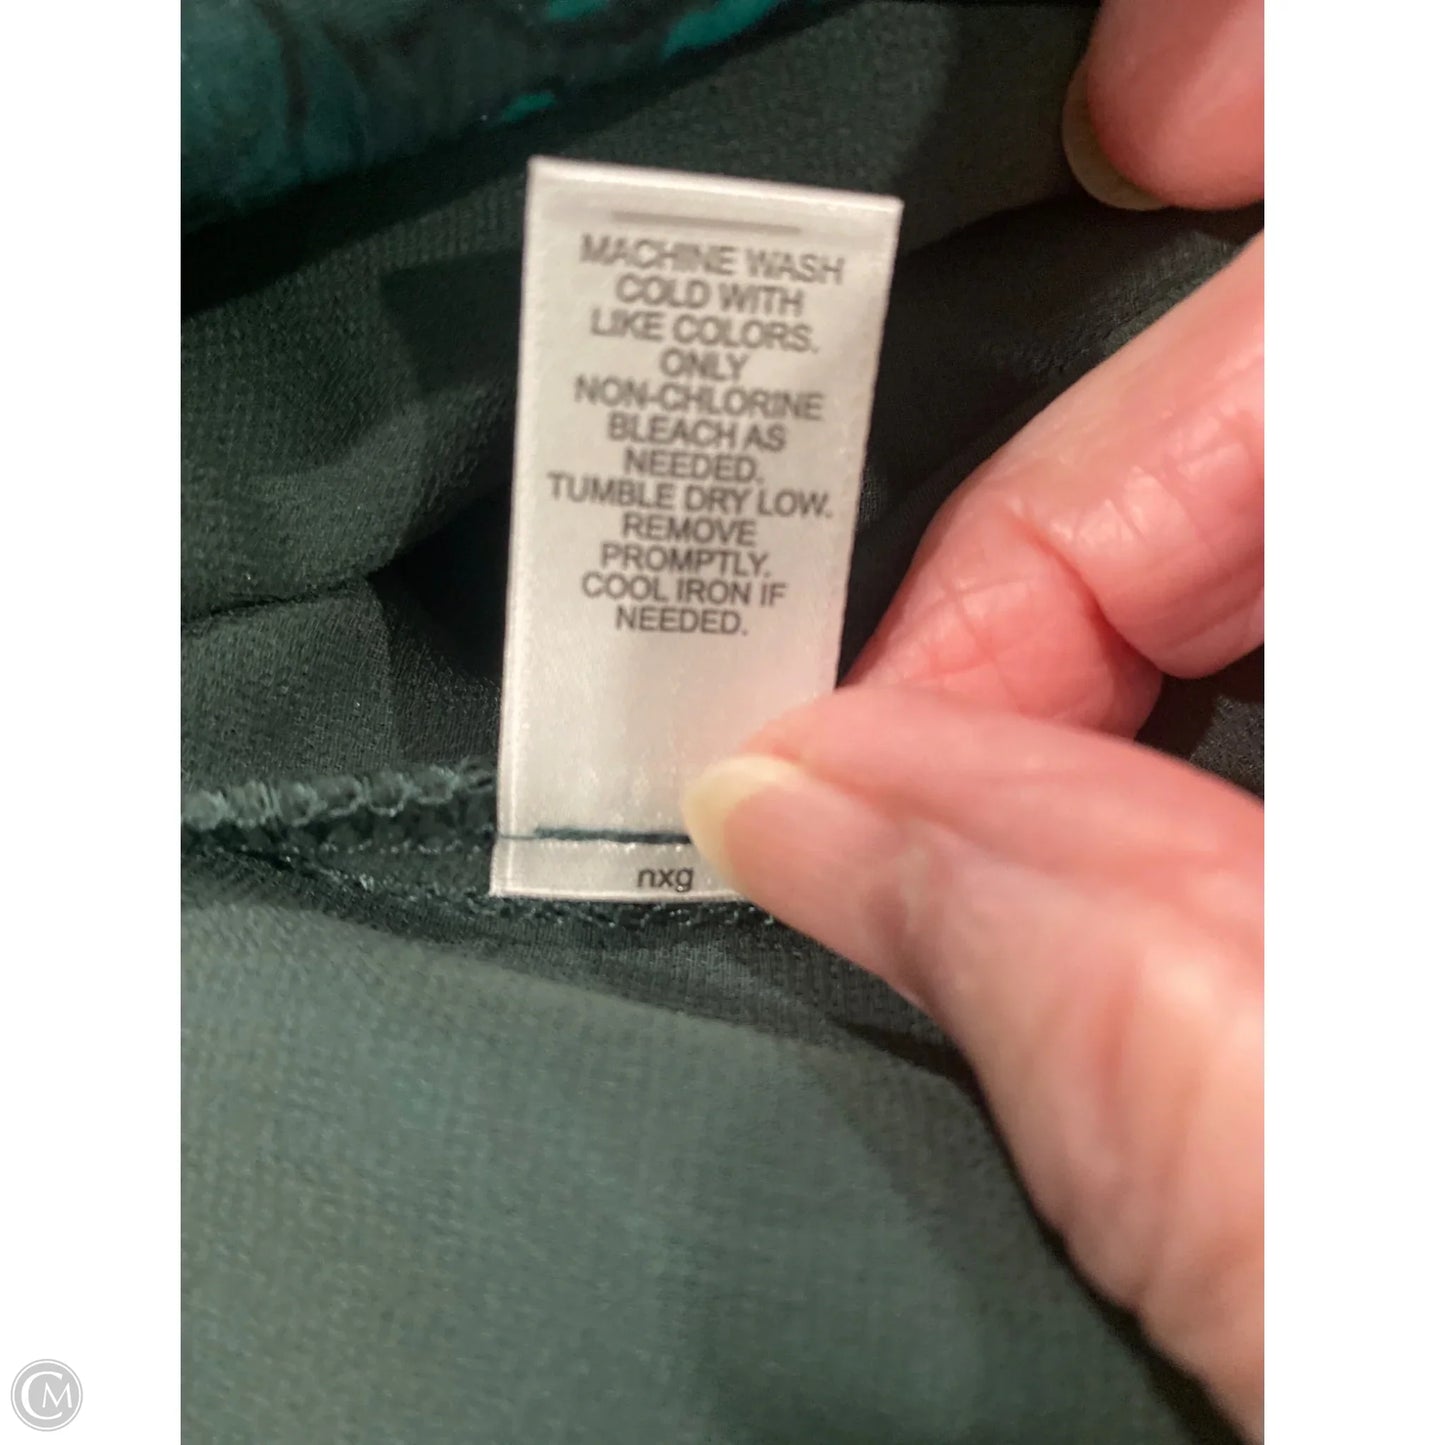 MACHINE WASH
COLD WITH
LIKE COLORS.
ONLY
NON-CHLORINE
BLEACH AS
NEEDED.
TUMBLE DRY LOW.
REMOVE
PROMPTLY.
COOL IRON IF
NEEDED.
nxg
CM